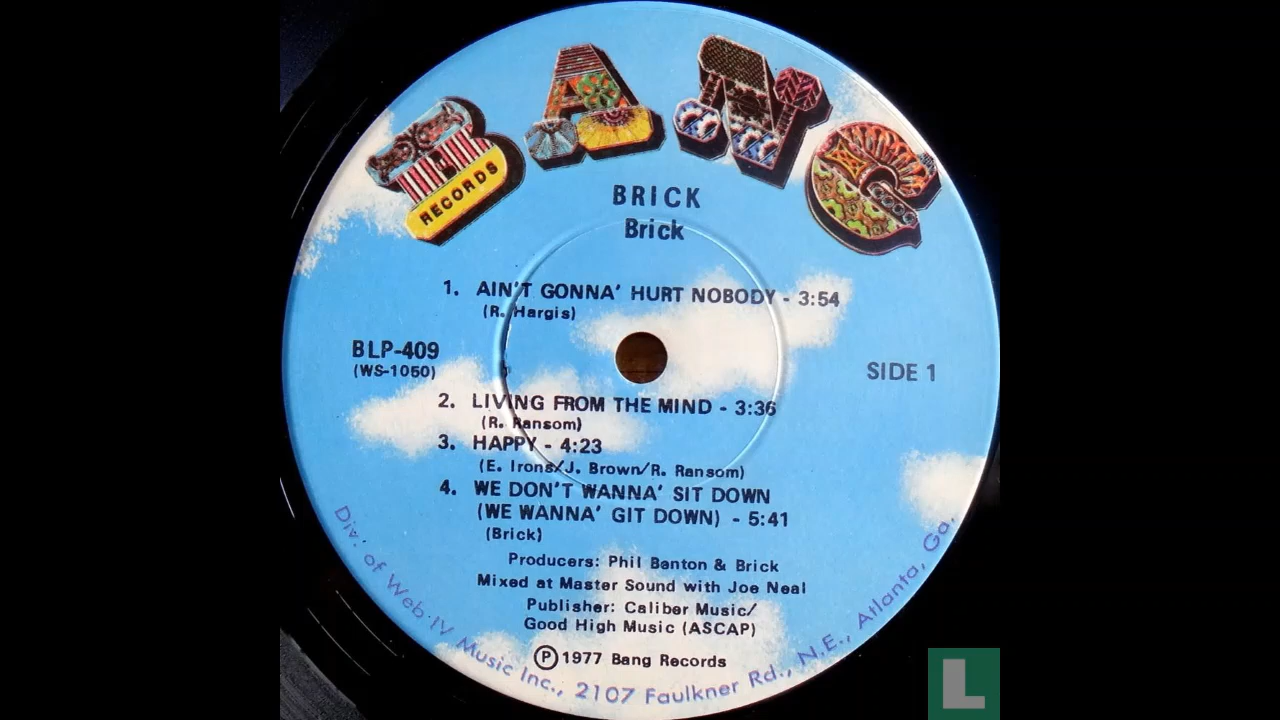 BANG
RECORDS
BRICK
Brick
1. AIN'T GONNA' HURT NOBODY - 3:54
(R. Hargis)
BLP-409
(WS-1050)
SIDE 1
2. LIVING FROM THE MIND - 3:36
(R. Ransom)
3. HAPPY - 4:23
(E. Irons/J. Brown/R. Ransom)
4. WE DON'T WANNA' SIT DOWN
(WE WANNA' GIT DOWN) - 5:41
(Brick)
Producers: Phil Benton & Brick
Mixed at Master Sound with Joe Neal
Publisher: Caliber Music/
Good High Music (ASCAP)
Ⓟ 1977 Bang Records
Div. of Web IV Music Inc., 2107 Faulkner Rd., N.E., Atlanta, Ga.
L